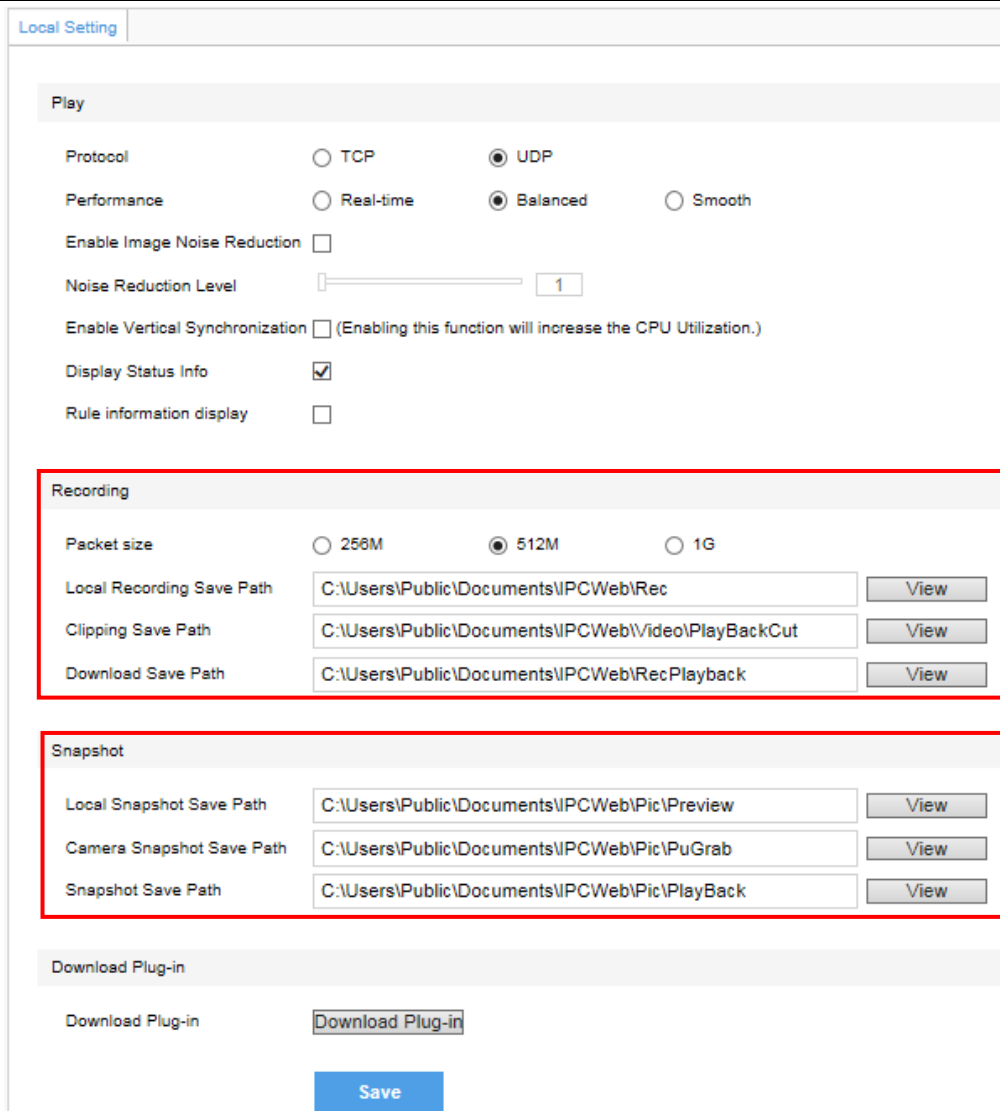 Local Setting
Play
Protocol TCP UDP
Performance Real-time Balanced Smooth
Enable Image Noise Reduction
Noise Reduction Level 1
Enable Vertical Synchronization (Enabling this function will increase the CPU Utilization.)
Display Status Info
Rule information display
Recording
Packet size 256M 512M 1G
Local Recording Save Path C:\Users\Public\Documents\IPCWeb\Rec View
Clipping Save Path C:\Users\Public\Documents\IPCWeb\Video\PlayBackCut View
Download Save Path C:\Users\Public\Documents\IPCWeb\RecPlayback View
Snapshot
Local Snapshot Save Path C:\Users\Public\Documents\IPCWeb\Pic\Preview View
Camera Snapshot Save Path C:\Users\Public\Documents\IPCWeb\Pic\PuGrab View
Snapshot Save Path C:\Users\Public\Documents\IPCWeb\Pic\PlayBack View
Download Plug-in
Download Plug-in Download Plug-in
Save